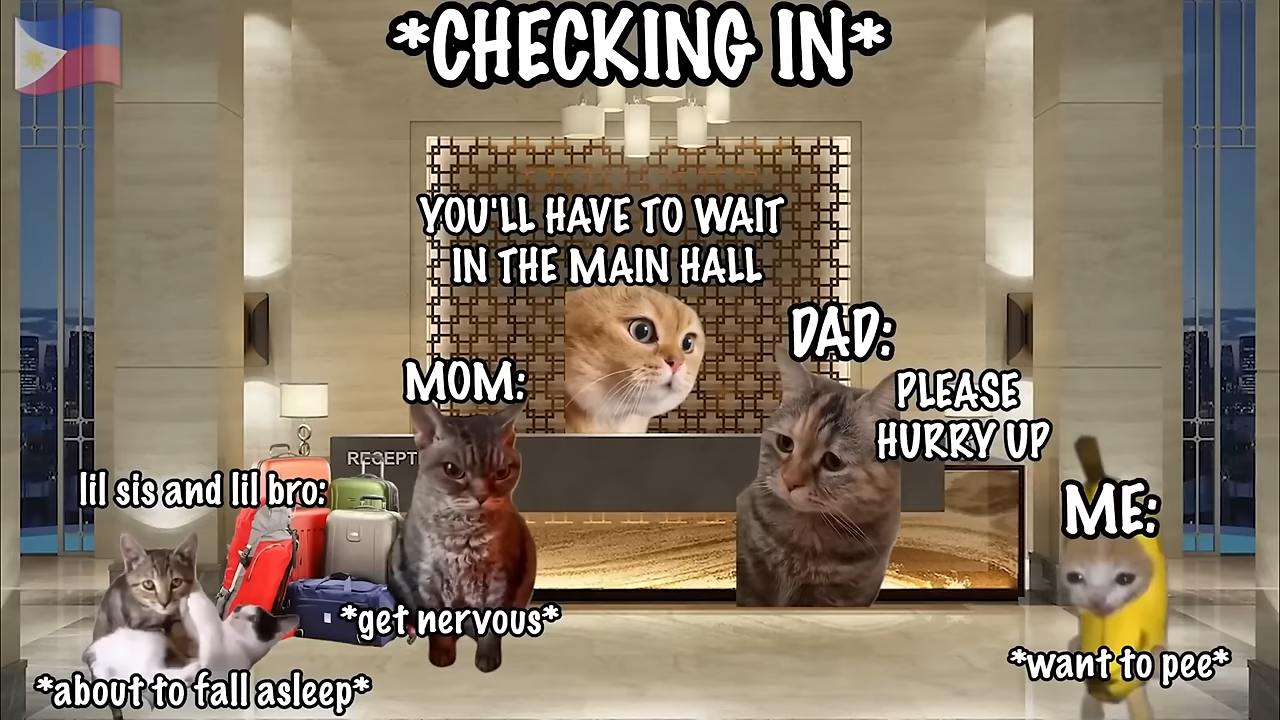 *CHECKING IN*
YOU'LL HAVE TO WAIT
IN THE MAIN HALL
DAD:
PLEASE
HURRY UP
MOM:
RECEPT
lil sis and lil bro:
ME:
*get nervous*
*want to pee*
*about to fall asleep*